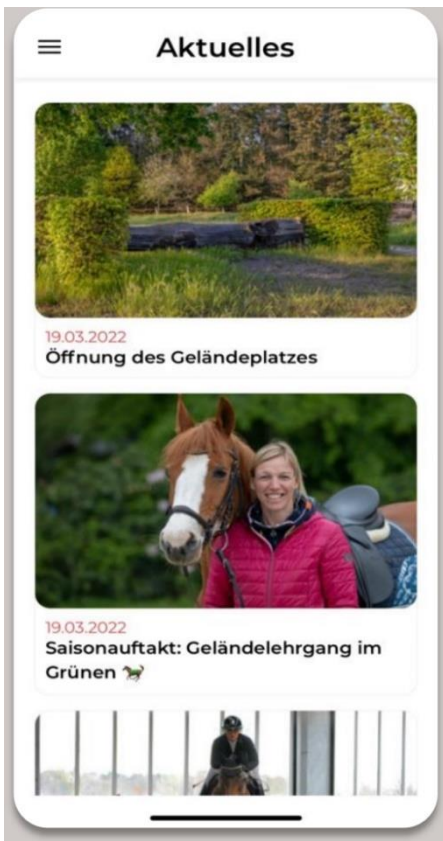 Aktuelles
19.03.2022
Öffnung des Geländeplatzes
19.03.2022
Saisonauftakt: Geländelehrgang im
Grünen 🐎